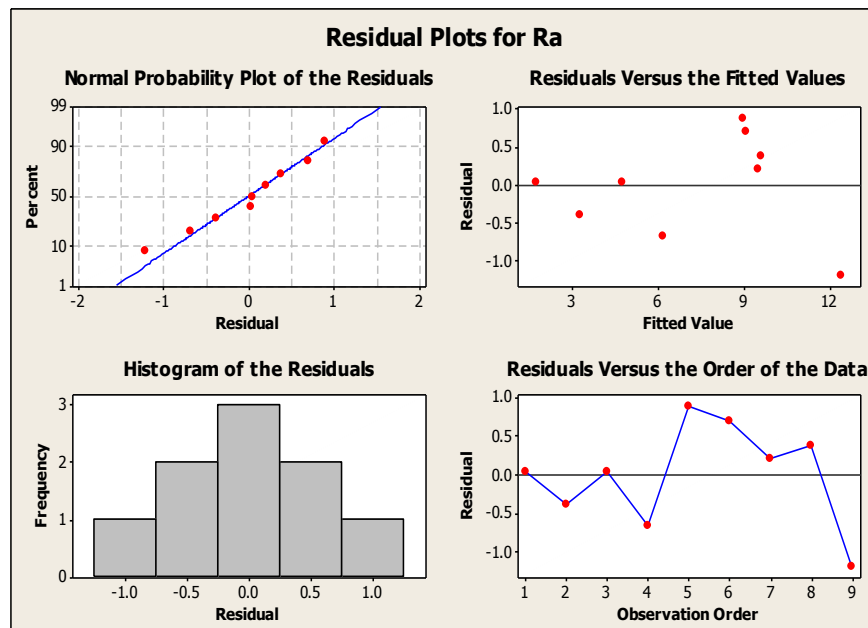 Residual Plots for Ra
Normal Probability Plot of the Residuals
99
90
50
10
1
Percent
-2 -1 0 1 2
Residual
Residuals Versus the Fitted Values
1.0
0.5
0.0
-0.5
-1.0
Residual
3 6 9 12
Fitted Value
Histogram of the Residuals
3
2
1
0
Frequency
-1.0 -0.5 0.0 0.5 1.0
Residual
Residuals Versus the Order of the Data
1.0
0.5
0.0
-0.5
-1.0
Residual
1 2 3 4 5 6 7 8 9
Observation Order